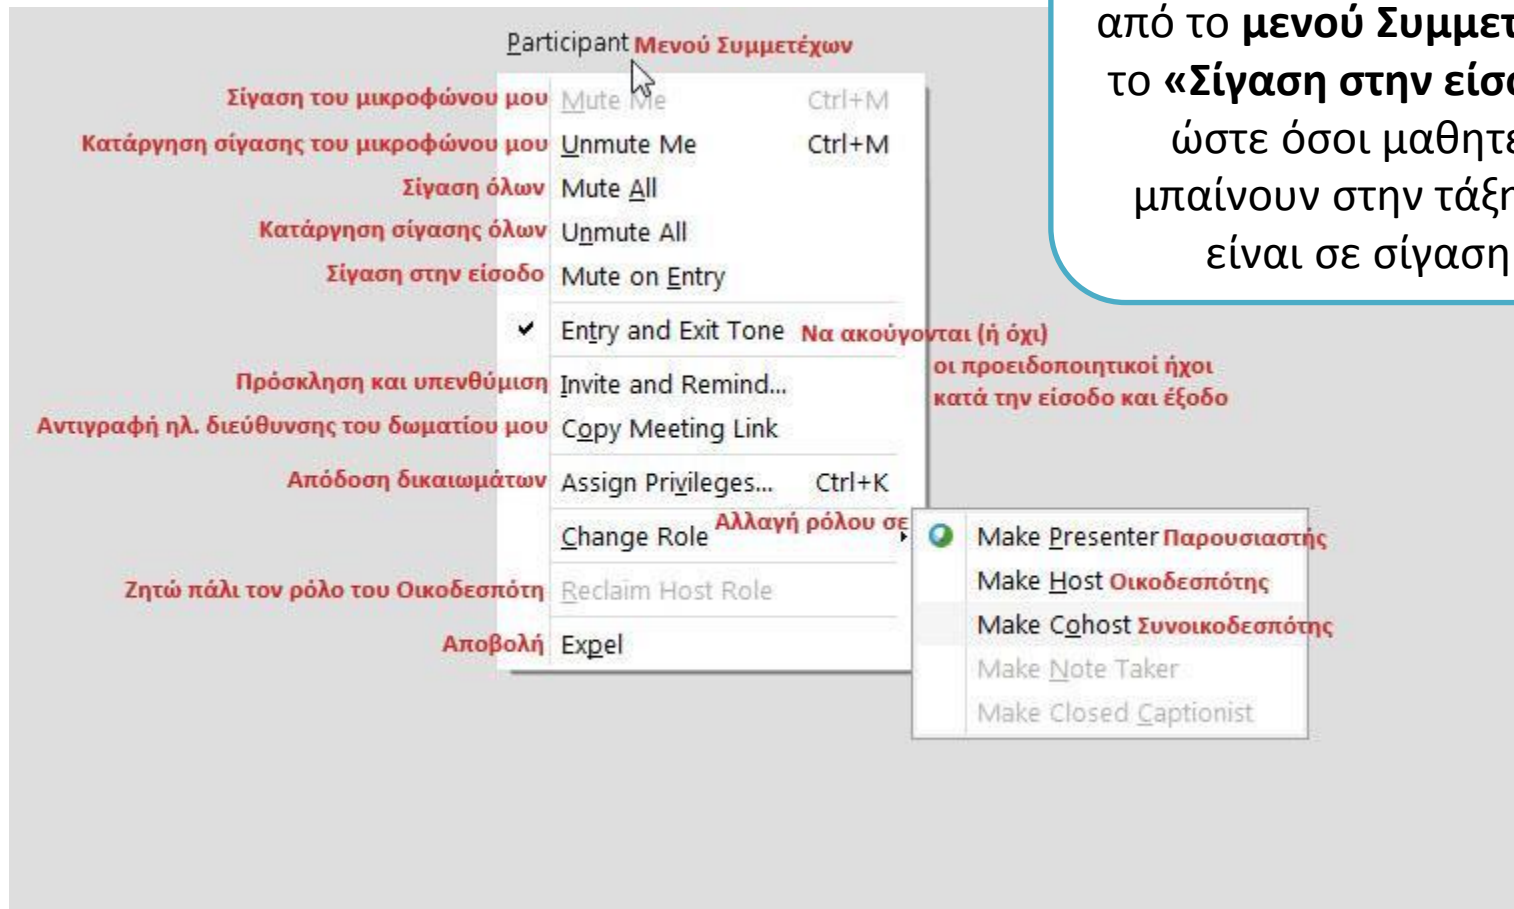 από το μενού
το «Σίγαση στην
ώστε όσοι
μπαίνουν στην
είναι σε σίγαση
Participant Μενού Συμμετέχων
Σίγαση του μικροφώνου μου Mute Me Ctrl+M
Κατάργηση σίγασης του μικροφώνου μου Unmute Me Ctrl+M
Σίγαση όλων Mute All
Κατάργηση σίγασης όλων Unmute All
Σίγαση στην είσοδο Mute on Entry
Entry and Exit Tone Να ακούγονται (ή όχι)
οι προειδοποιητικοί ήχοι
κατά την είσοδο και έξοδο
Πρόσκληση και υπενθύμιση Invite and Remind...
Αντιγραφή ηλ. διεύθυνσης του δωματίου μου Copy Meeting Link
Απόδοση δικαιωμάτων Assign Privileges... Ctrl+K
Change Role Αλλαγή ρόλου σε
Make Presenter Παρουσιαστής
Make Host Οικοδεσπότης
Make Cohost Συνοικοδεσπότης
Make Note Taker
Make Closed Captionist
Ζητώ πάλι τον ρόλο του Οικοδεσπότη Reclaim Host Role
Αποβολή Expel